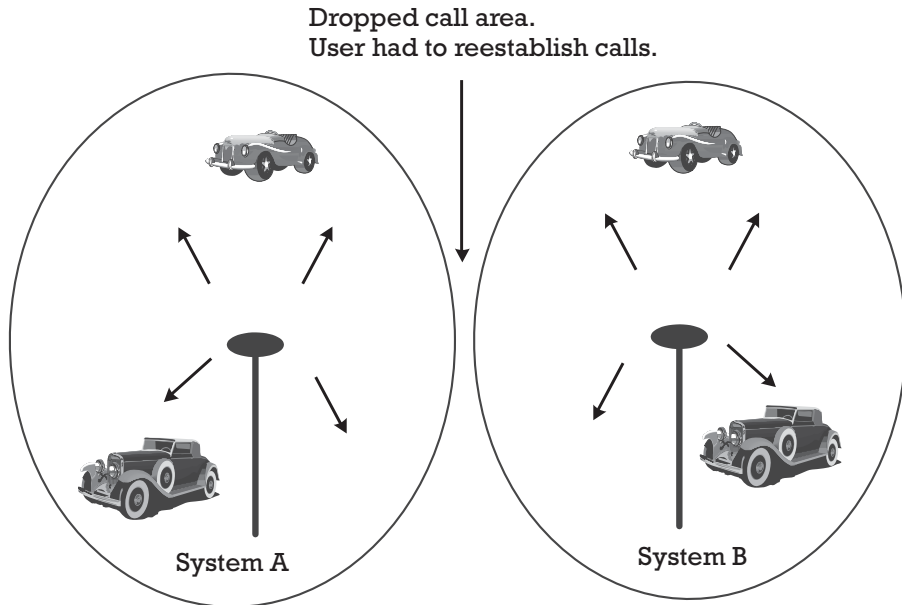 Dropped call area.
User had to reestablish calls.
System A
System B